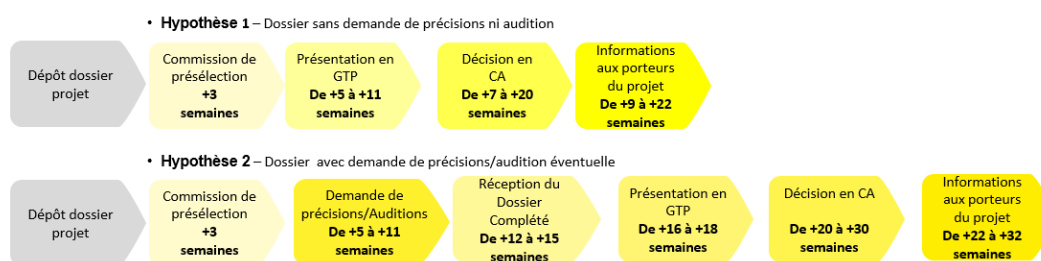 • Hypothèse 1 – Dossier sans demande de précisions ni audition
Dépôt dossier
projet
Commission de
présélection
+3
semaines
Présentation en
GTP
De +5 à +11
semaines
Décision en
CA
De +7 à +20
semaines
Informations
aux porteurs
du projet
De +9 à +22
semaines
• Hypothèse 2 – Dossier avec demande de précisions/audition éventuelle
Dépôt dossier
projet
Commission de
présélection
+3
semaines
Demande de
précisions/Auditions
De +5 à +11
semaines
Réception du
Dossier
Complété
De +12 à +15
semaines
Présentation en
GTP
De +16 à +18
semaines
Décision en CA
De +20 à +30
semaines
Informations
aux porteurs
du projet
De +22 à +32
semaines